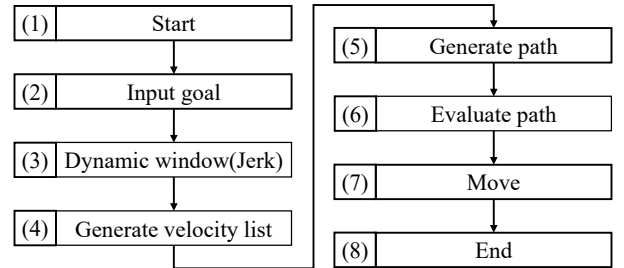 (1) Start
(2) Input goal
(3) Dynamic window(Jerk)
(4) Generate velocity list
(5) Generate path
(6) Evaluate path
(7) Move
(8) End